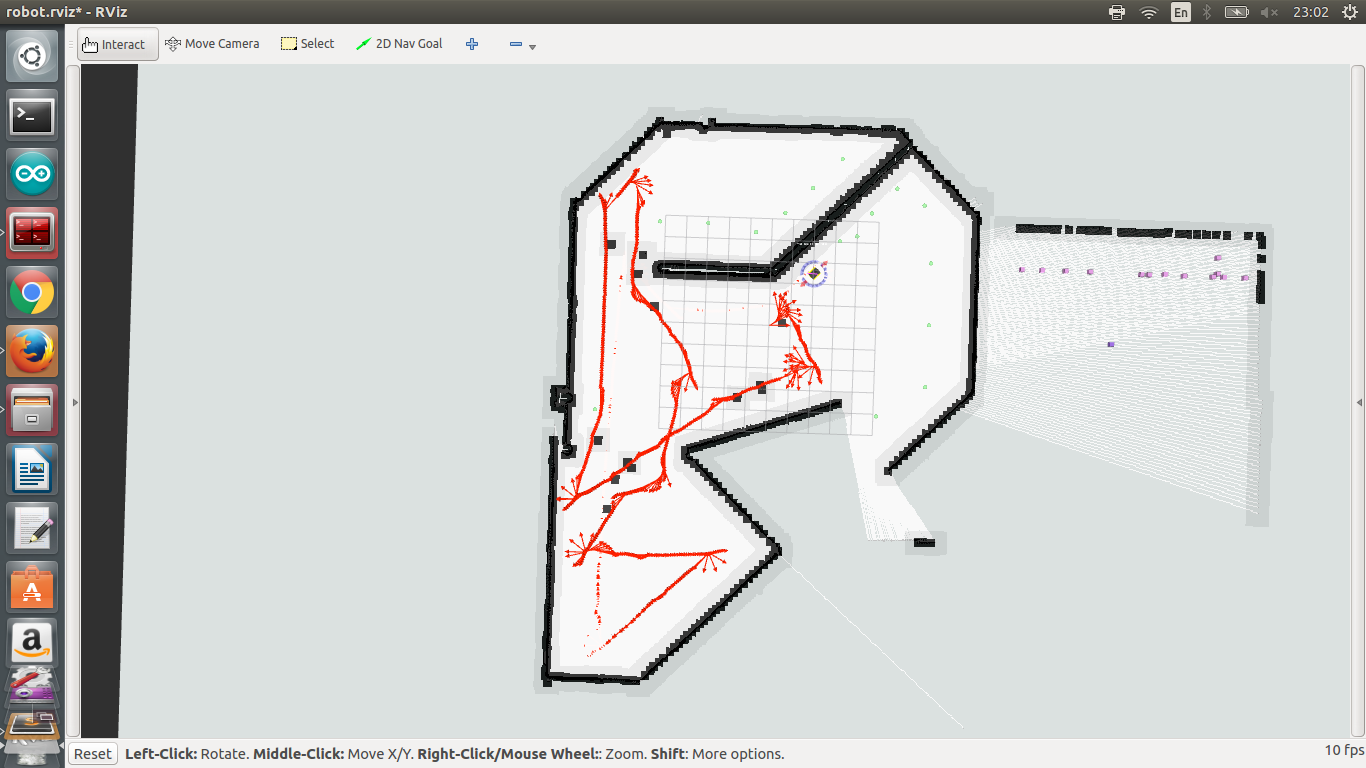 robot.rviz* - RViz
En
23:02
Interact
Move Camera
Select
2D Nav Goal
Reset
Left-Click: Rotate. Middle-Click: Move X/Y. Right-Click/Mouse Wheel:: Zoom. Shift: More options.
10 fps